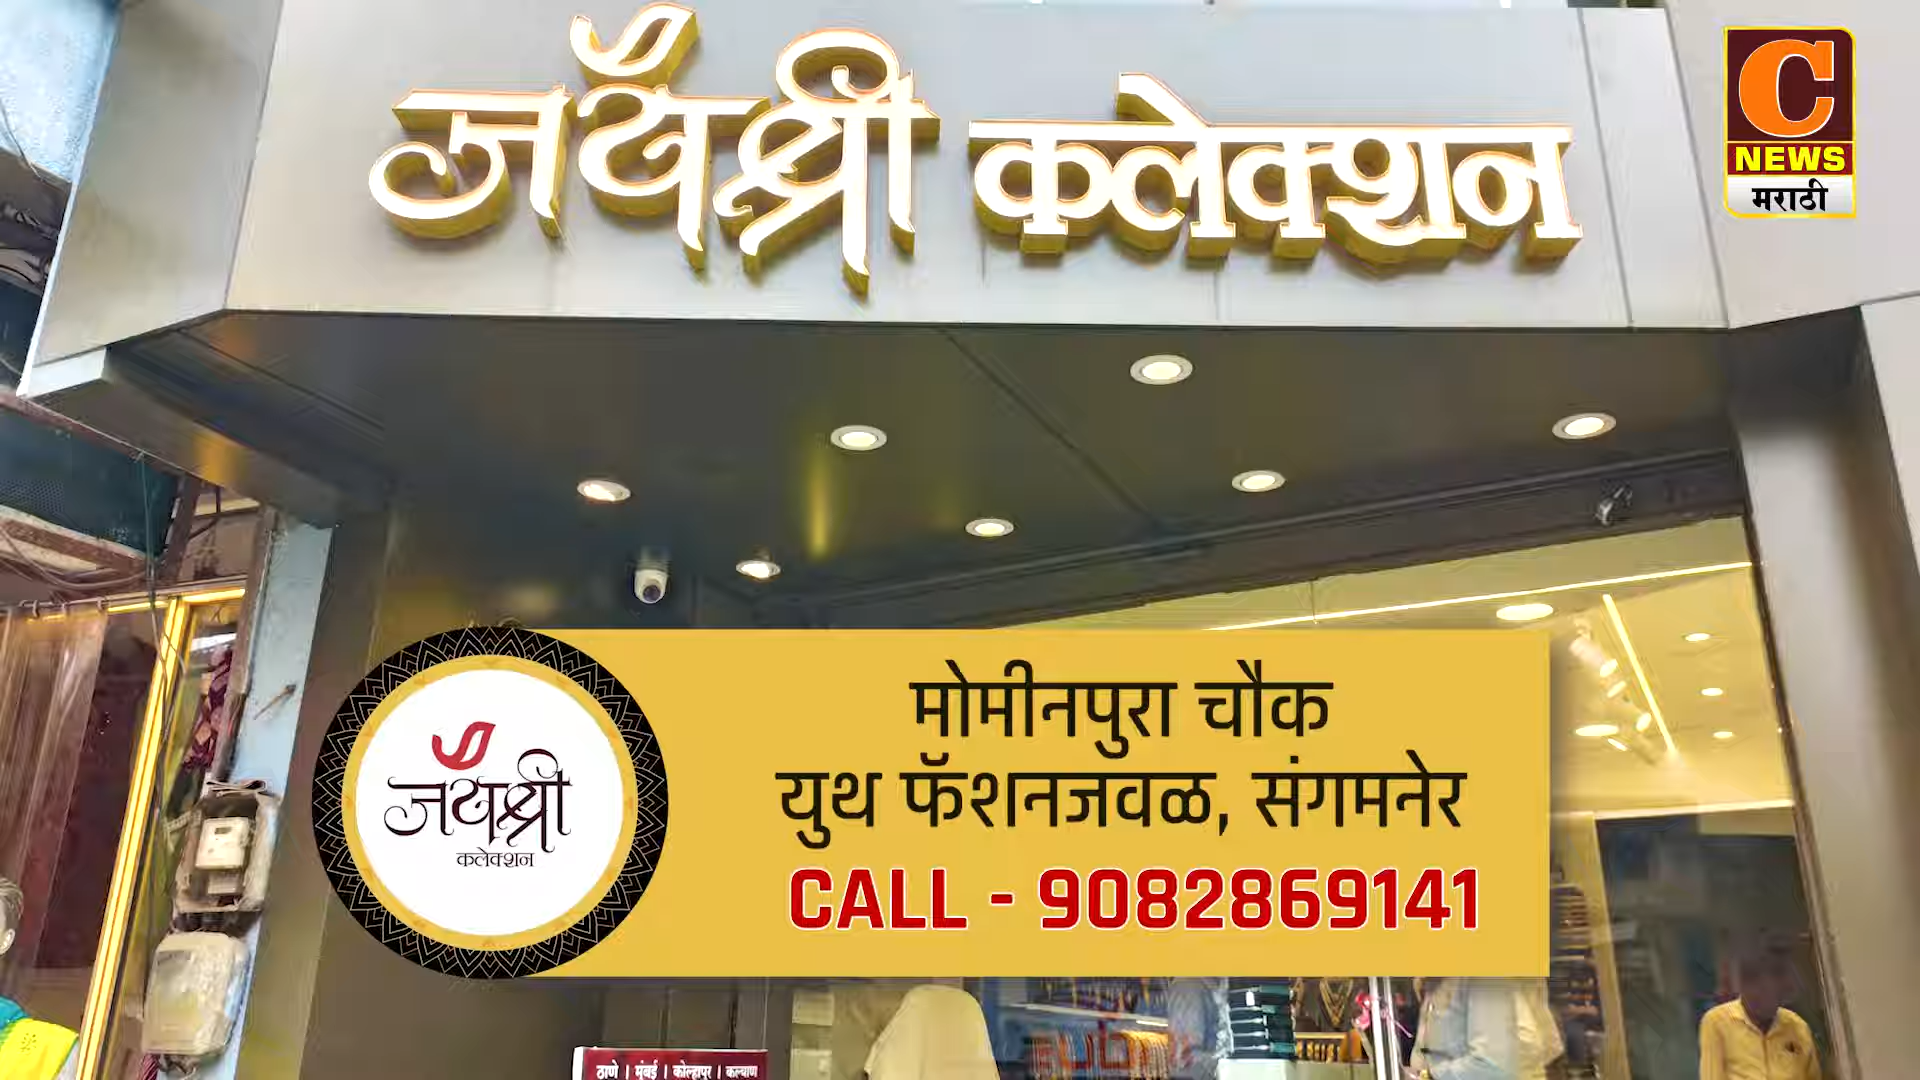 जयश्री कलेक्शन
C
NEWS
मराठी
मोमीनपुरा चौक
युथ फॅशनजवळ, संगमनेर
CALL - 9082869141
जयश्री
कलेक्शन
ठाणे | मुंबई | कोल्हापूर | कल्याण